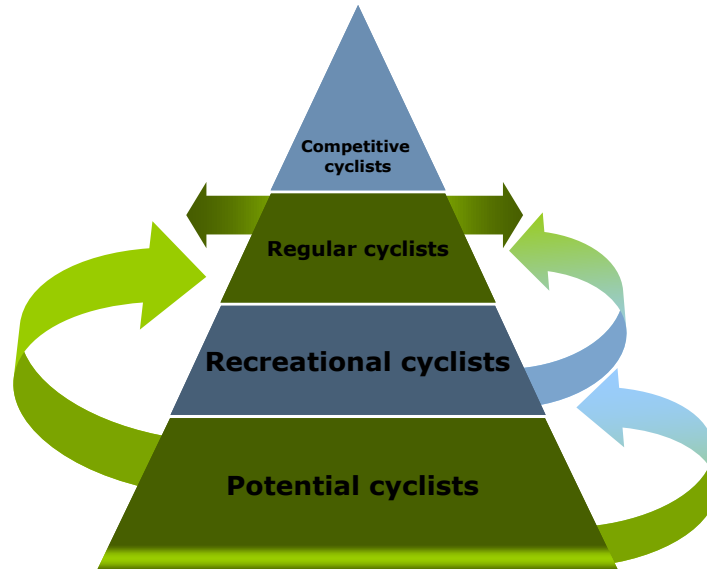 Competitive
cyclists
Regular cyclists
Recreational cyclists
Potential cyclists